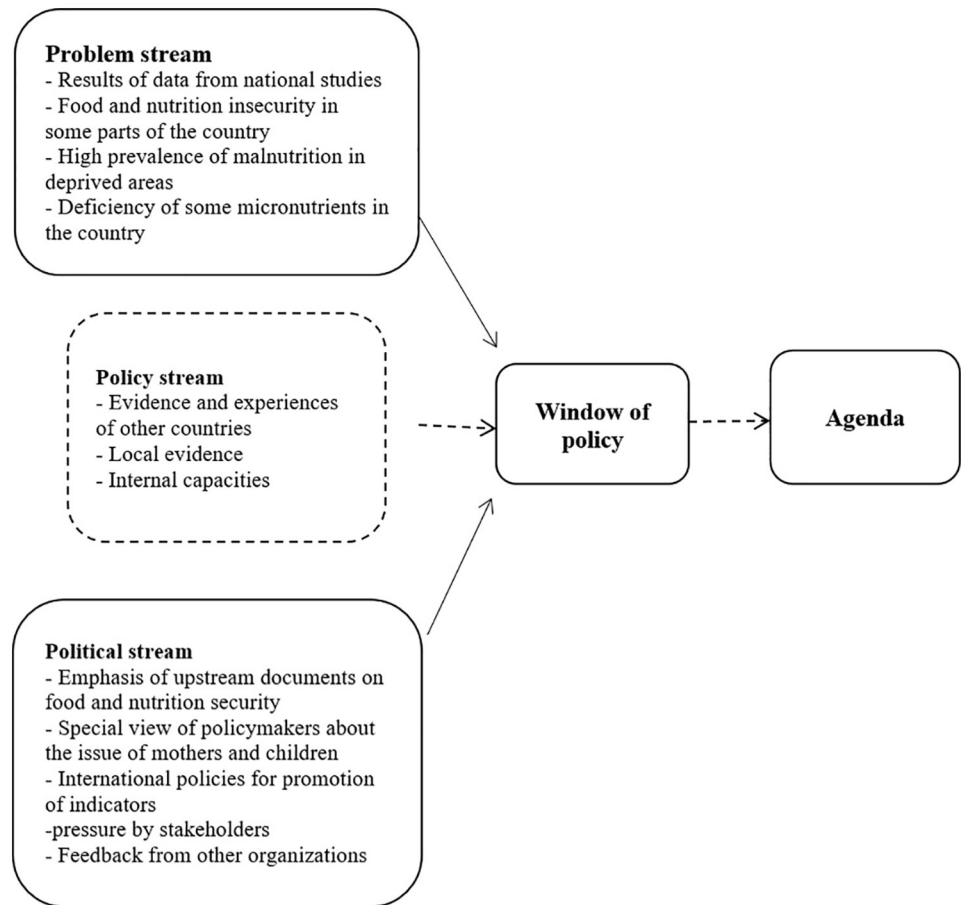 Problem stream
- Results of data from national studies
- Food and nutrition insecurity in
some parts of the country
- High prevalence of malnutrition in
deprived areas
- Deficiency of some micronutrients in
the country
Policy stream
- Evidence and experiences
of other countries
- Local evidence
- Internal capacities
Window of
policy
Agenda
Political stream
- Emphasis of upstream documents on
food and nutrition security
- Special view of policymakers about
the issue of mothers and children
- International policies for promotion
of indicators
-pressure by stakeholders
- Feedback from other organizations